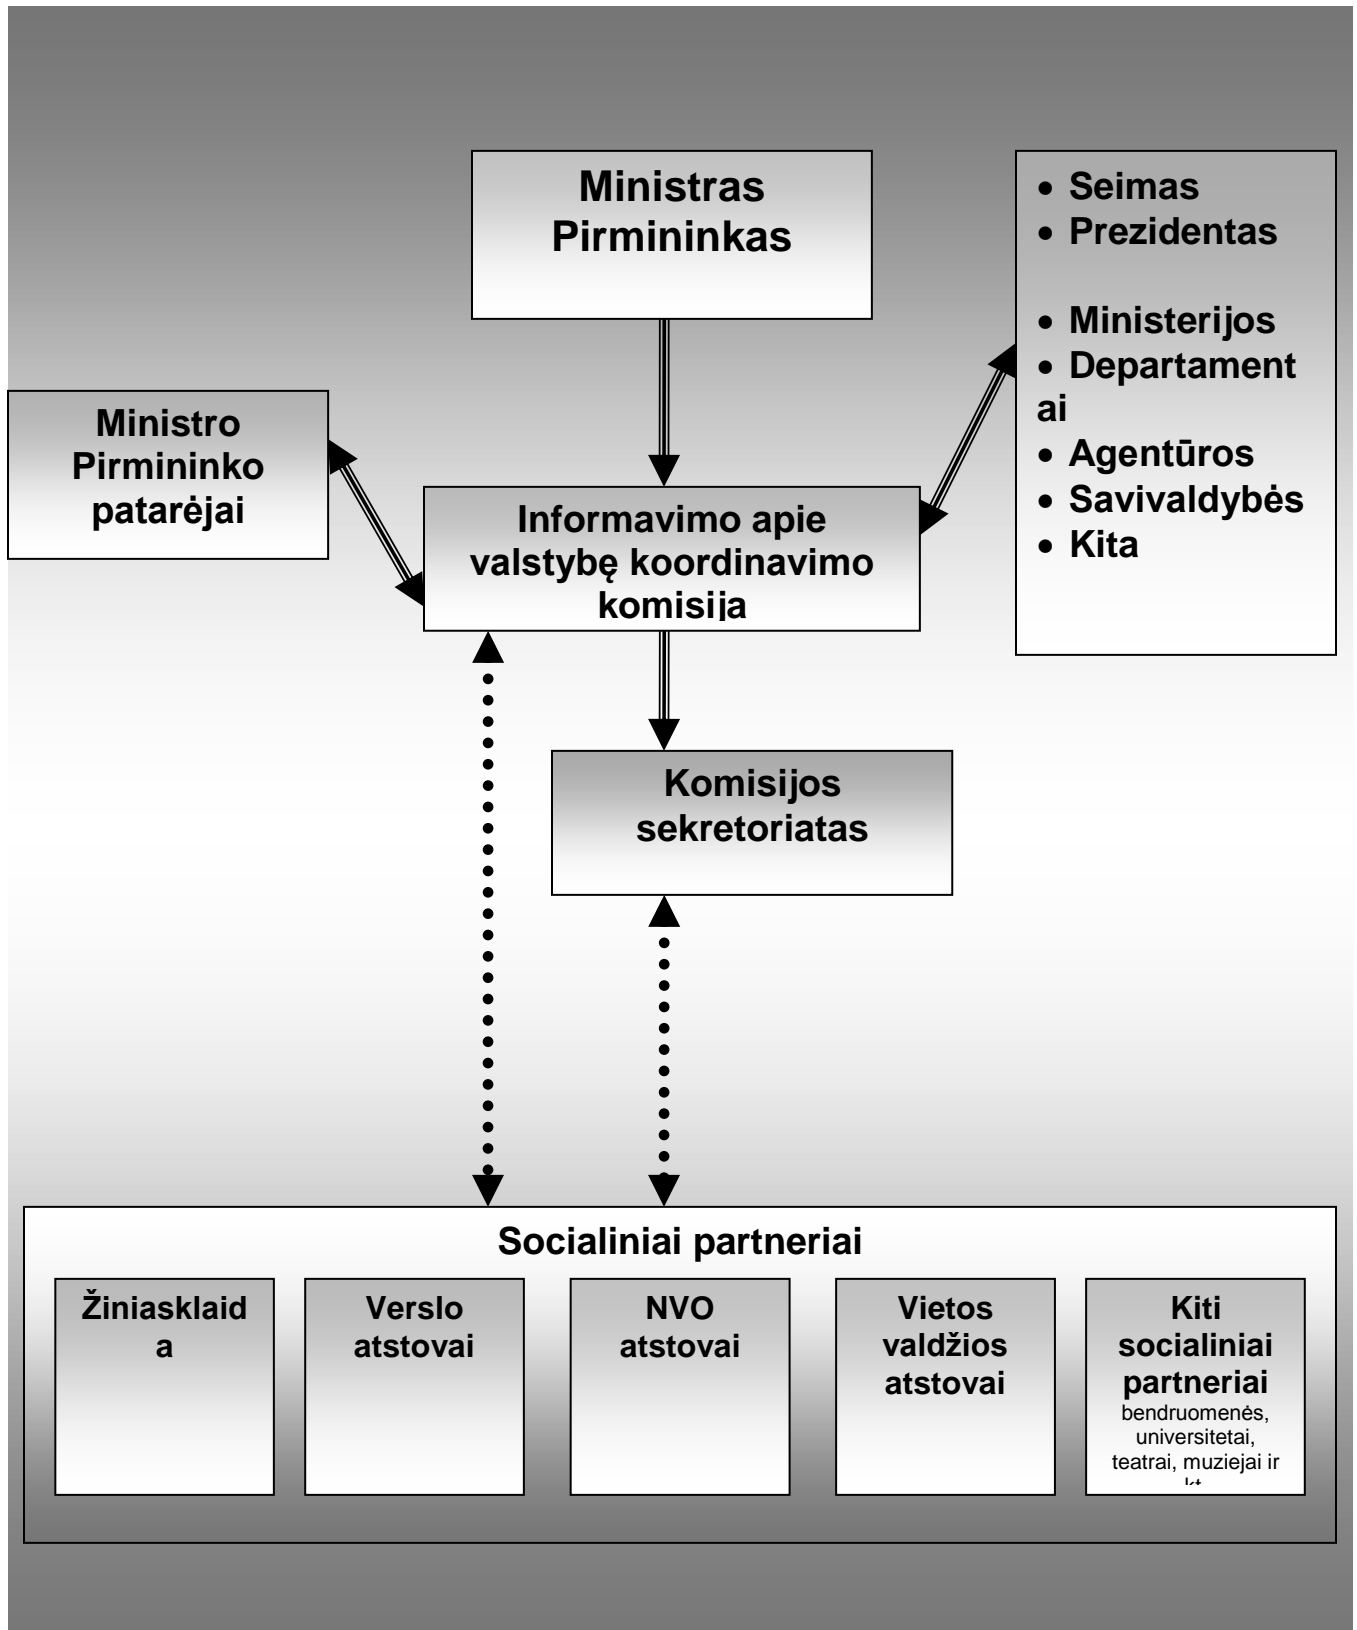 Ministras
Pirmininkas
• Seimas
• Prezidentas
• Ministerijos
• Departament
ai
• Agentūros
• Savivaldybės
• Kita
Ministro
Pirmininko
patarėjai
Informavimo apie
valstybę koordinavimo
komisija
Komisijos
sekretoriatas
Socialiniai partneriai
Žiniasklaid
a
Verslo
atstovai
NVO
atstovai
Vietos
valdžios
atstovai
Kiti
socialiniai
partneriai
bendruomenės,
universitetai,
teatrai, muziejai ir